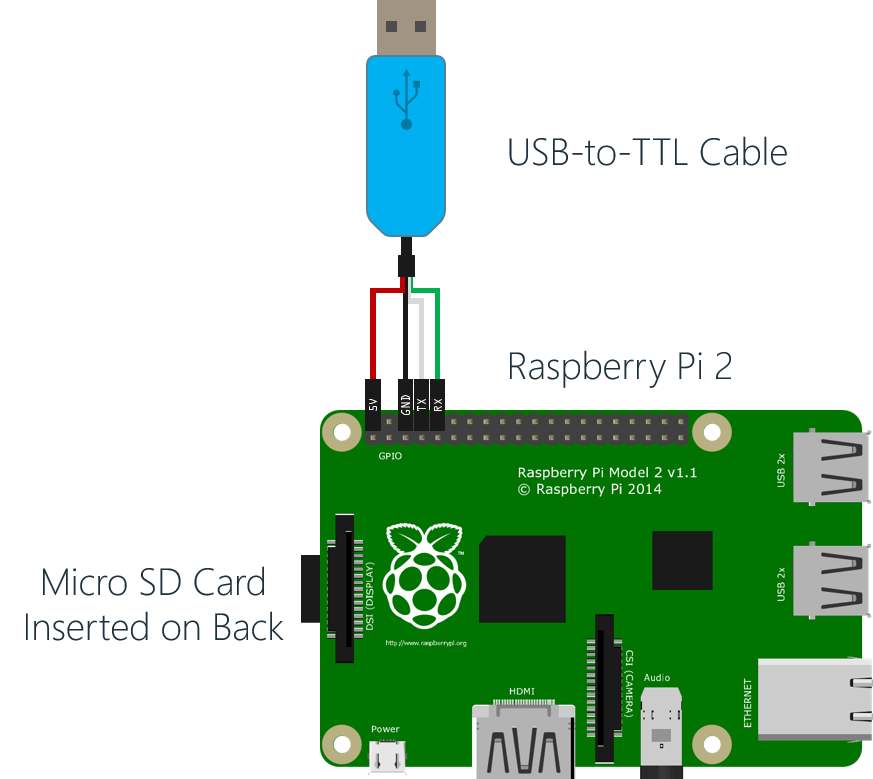 USB-to-TTL Cable
Raspberry Pi 2
5V
GND
TX
RX
GPIO
Raspberry Pi Model 2 v1.1
© Raspberry Pi 2014
USB 2x
USB 2x
Micro SD Card
Inserted on Back
DSI (DISPLAY)
™
http://www.raspberrypi.org
CSI (CAMERA)
Audio
ETHERNET
HDMI
Power